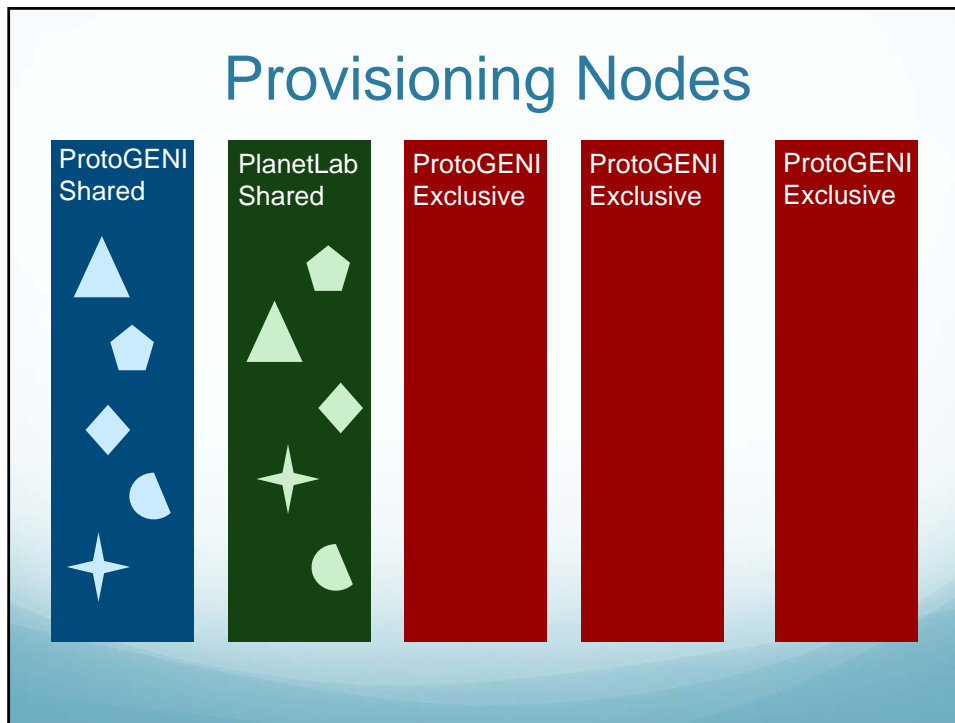 Provisioning Nodes
ProtoGENI
Shared
PlanetLab
Shared
ProtoGENI
Exclusive
ProtoGENI
Exclusive
ProtoGENI
Exclusive